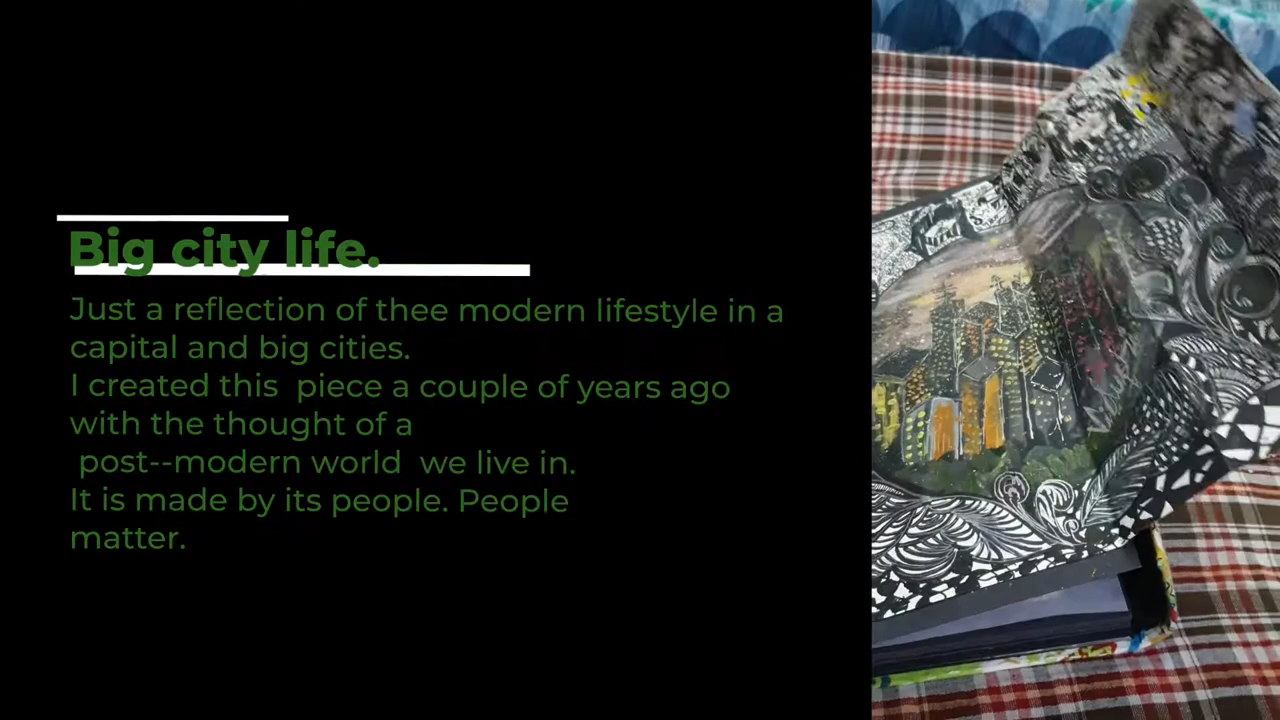 Big city life.
Just a reflection of thee modern lifestyle in a
capital and big cities.
I created this  piece a couple of years ago
with the thought of a
 post--modern world  we live in.
It is made by its people. People
matter.